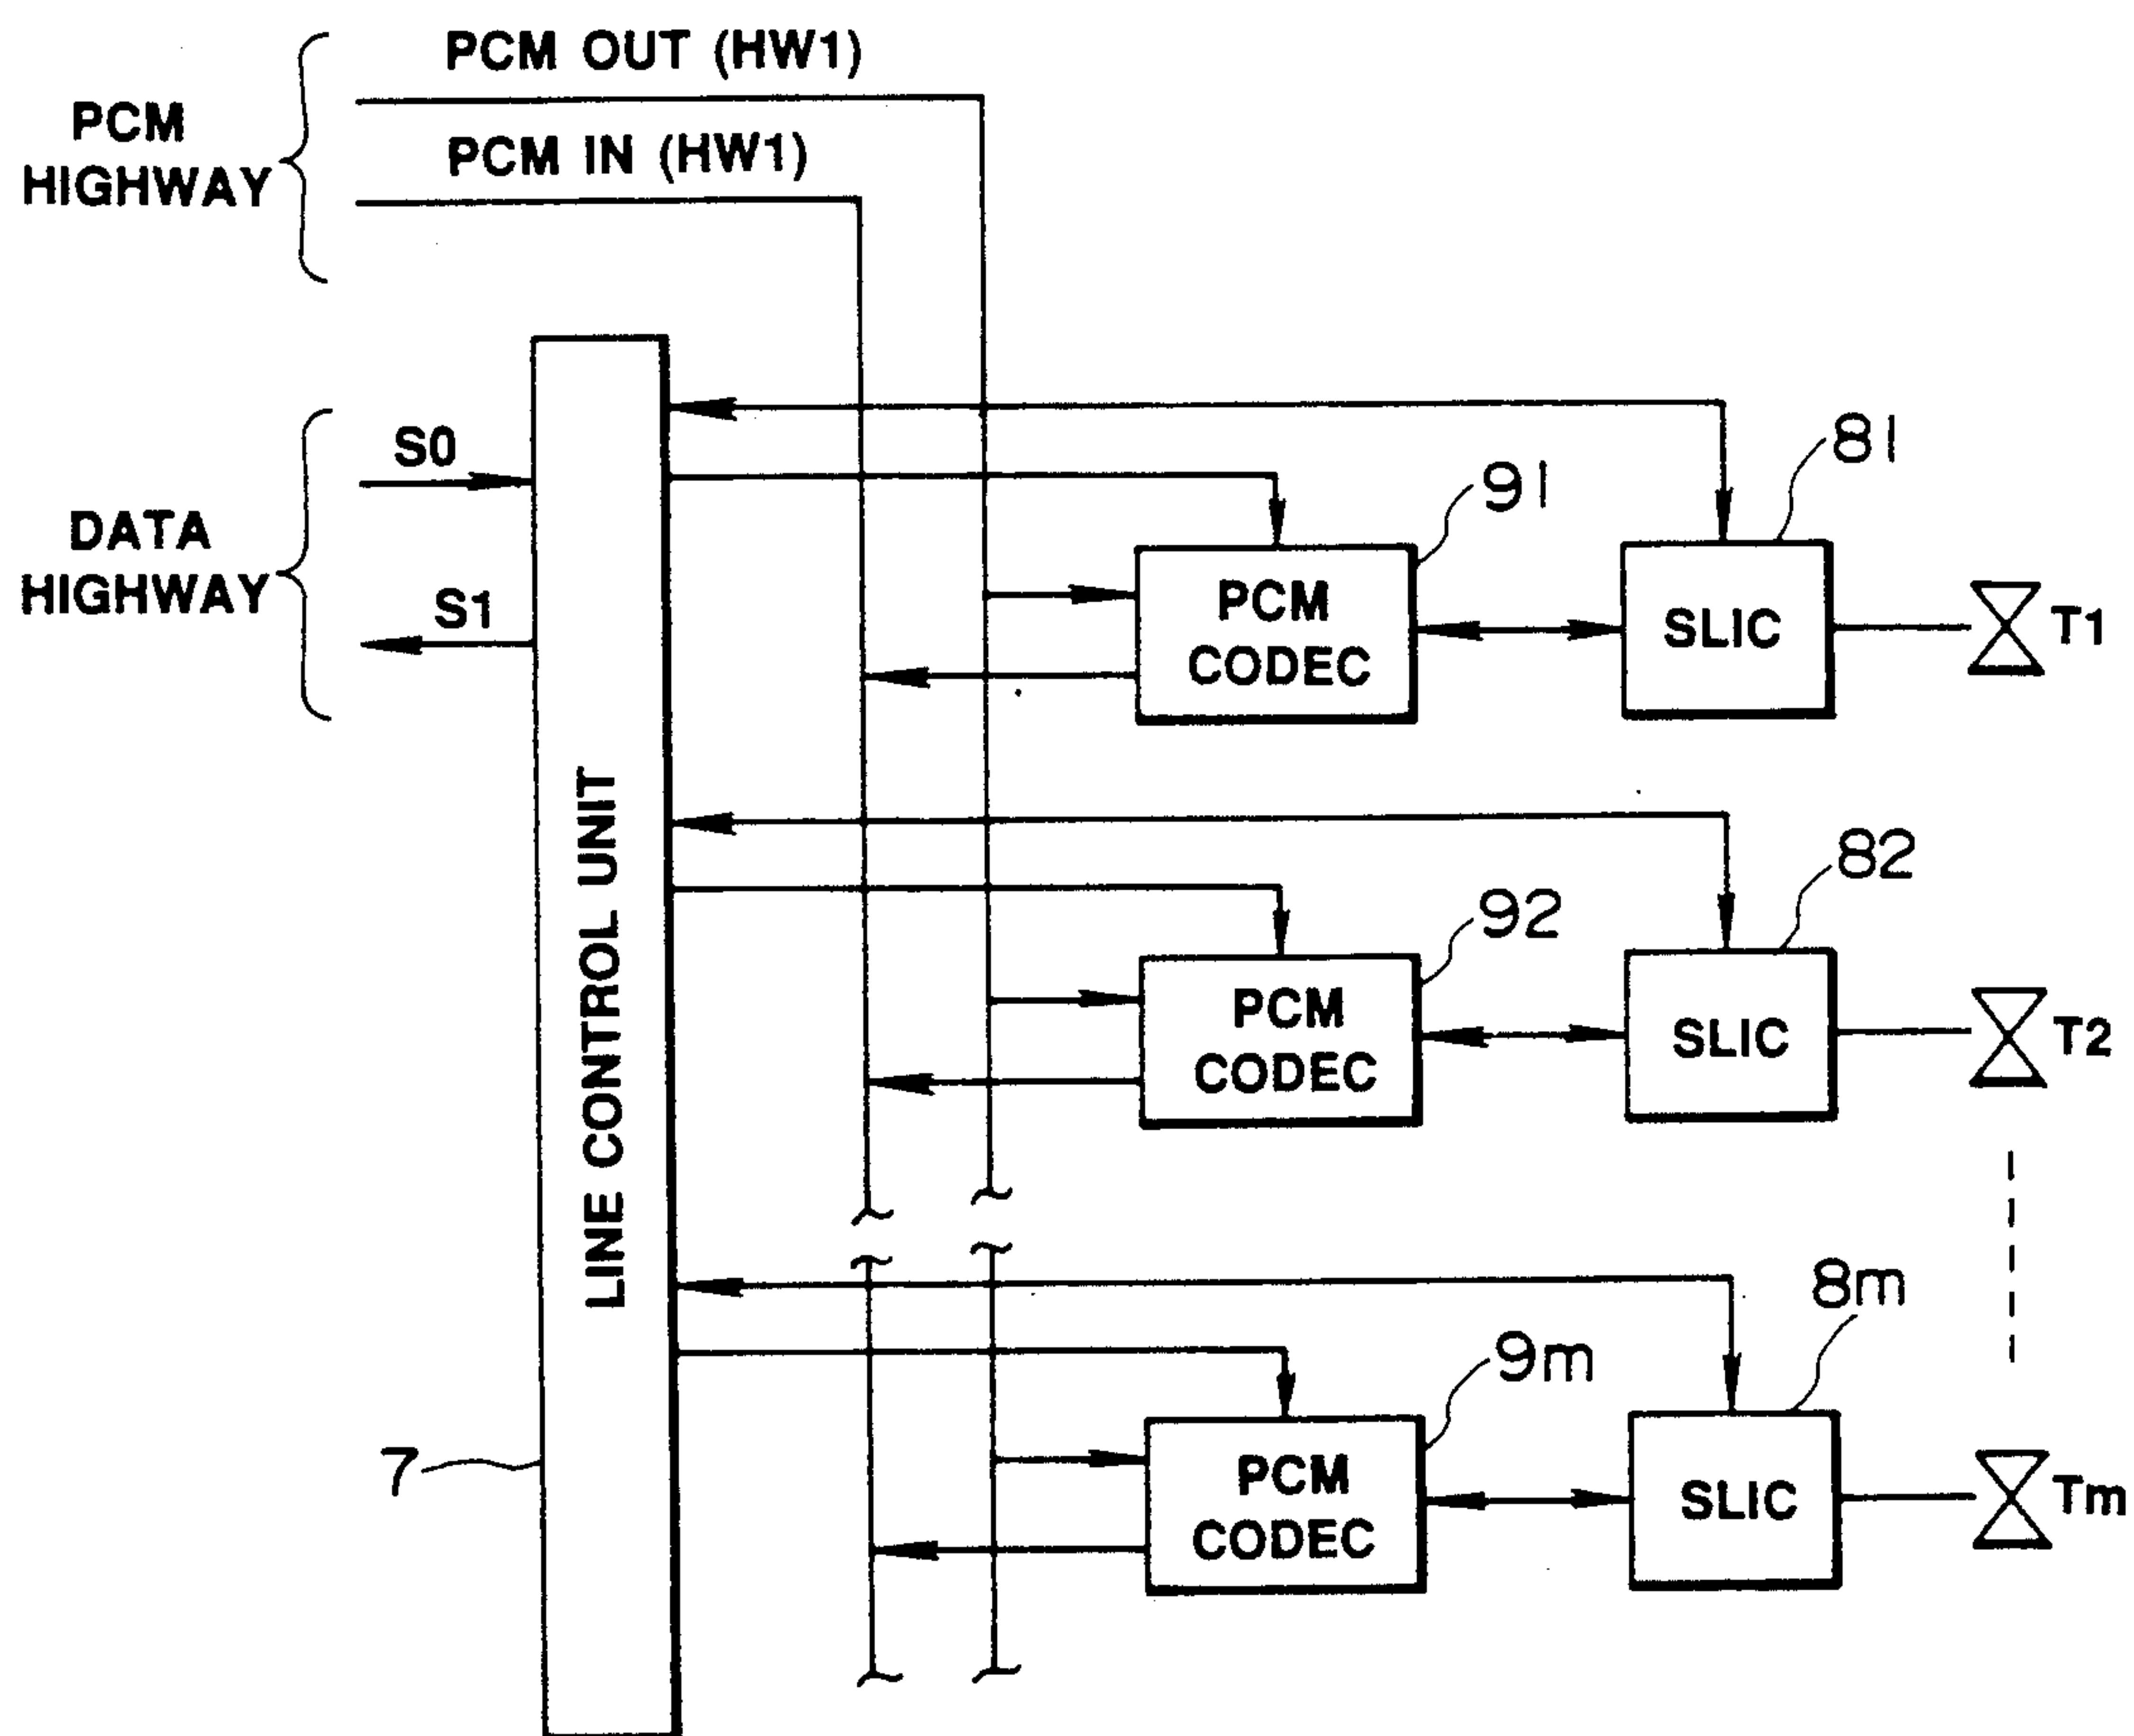 PCM OUT (HW1)
PCM
HIGHWAY
PCM IN (HW1)
S0
DATA
HIGHWAY
S1
LINE CONTROL UNIT
7
91
81
PCM
CODEC
SLIC
T1
92
82
PCM
CODEC
SLIC
T2
9m
8m
PCM
CODEC
SLIC
Tm